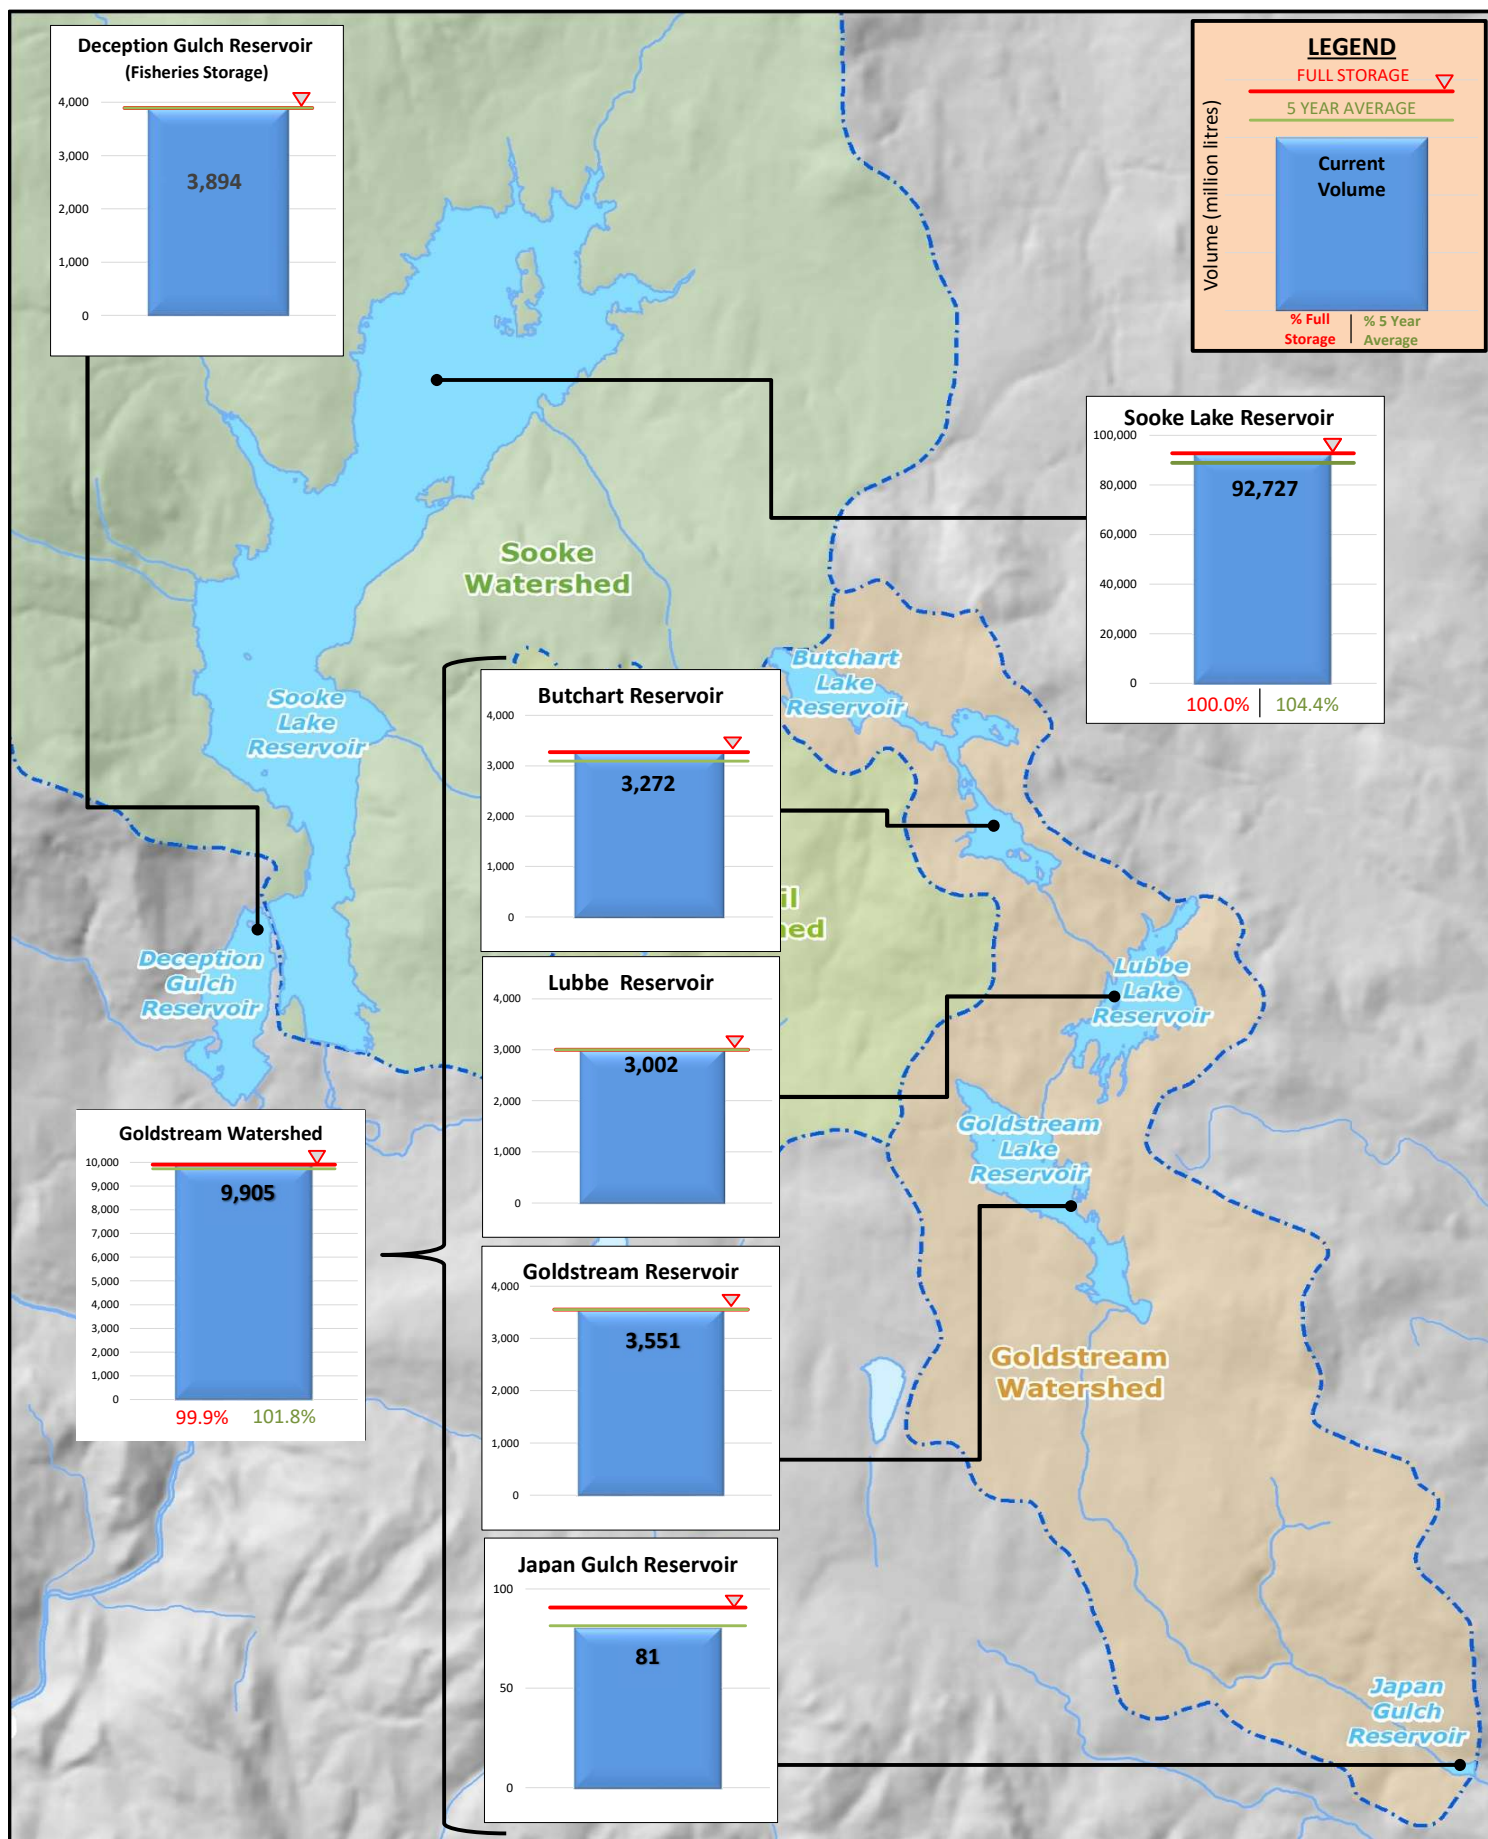 Deception Gulch Reservoir
(Fisheries Storage)
4,000
3,000
2,000
1,000
0
3,894
LEGEND
FULL STORAGE
5 YEAR AVERAGE
Volume (million litres)
Current
Volume
% Full
Storage
% 5 Year
Average
Sooke Lake Reservoir
100,000
80,000
60,000
40,000
20,000
0
92,727
100.0%
104.4%
Sooke
Watershed
Sooke
Lake
Reservoir
Butchart
Lake
Reservoir
Butchart Reservoir
4,000
3,000
2,000
1,000
0
3,272
il
ned
Deception
Gulch
Reservoir
Lubbe Reservoir
4,000
3,000
2,000
1,000
0
3,002
Lubbe
Lake
Reservoir
Goldstream Watershed
10,000
9,000
8,000
7,000
6,000
5,000
4,000
3,000
2,000
1,000
0
9,905
99.9%
101.8%
Goldstream
Lake
Reservoir
Goldstream Reservoir
4,000
3,000
2,000
1,000
0
3,551
Goldstream
Watershed
Japan Gulch Reservoir
100
50
0
81
Japan
Gulch
Reservoir